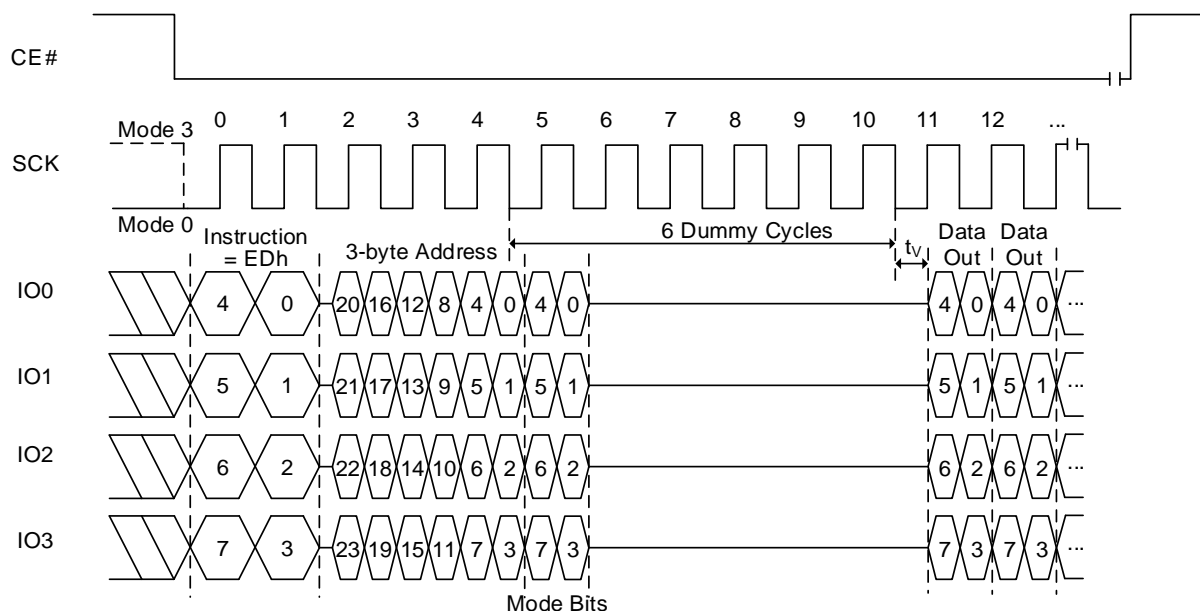 CE#
Mode 3
0 1 2 3 4 5 6 7 8 9 10 11 12 ...
SCK
Mode 0
Instruction
= EDh
3-byte Address
6 Dummy Cycles
tV
Data
Out
Data
Out
IO0 4 0 20 16 12 8 4 0 4 0 4 0 4 0 ...
IO1 5 1 21 17 13 9 5 1 5 1 5 1 5 1 ...
IO2 6 2 22 18 14 10 6 2 6 2 6 2 6 2 ...
IO3 7 3 23 19 15 11 7 3 7 3 7 3 7 3 ...
Mode Bits